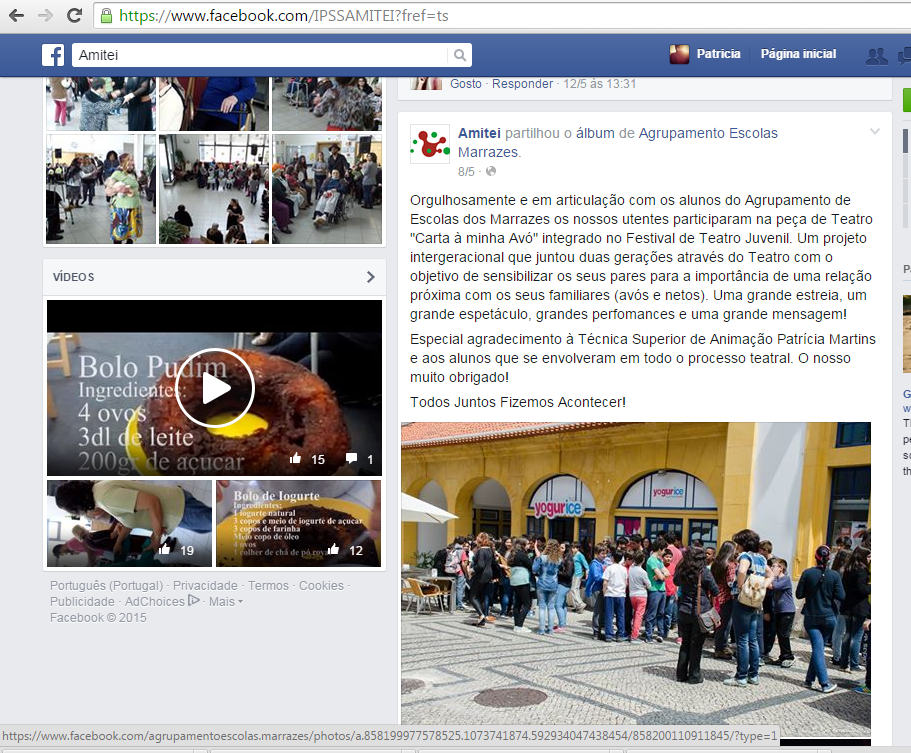 https://www.facebook.com/IPSSAMITEI?fref=ts
Amitei
Patricia
Página inicial
Gosto · Responder · 12/5 às 13:31
Amitei partilhou o álbum de Agrupamento Escolas
Marrazes.
8/5 ·
Orgulhosamente e em articulação com os alunos do Agrupamento de
Escolas dos Marrazes os nossos utentes participaram na peça de Teatro
"Carta à minha Avó" integrado no Festival de Teatro Juvenil. Um projeto
intergeracional que juntou duas gerações através do Teatro com o
objetivo de sensibilizar os seus pares para a importância de uma relação
próxima com os seus familiares (avós e netos). Uma grande estreia, um
grande espetáculo, grandes perfomances e uma grande mensagem!
Especial agradecimento à Técnica Superior de Animação Patrícia Martins
e aos alunos que se envolveram em todo o processo teatral. O nosso
muito obrigado!
Todos Juntos Fizemos Acontecer!
yogurice
yogurice
VÍDEOS
Bolo Pudim
Ingredientes:
4 ovos
3dl de leite
200gr de açucar
15
1
19
Bolo de Iogurte
Ingredientes:
1 iogurte natural
3 copos e meio de iogurte de açucar
3 copos de farinha
Meio copo de óleo
4 ovos
1 colher de chá de pó royal
12
Português (Portugal) · Privacidade · Termos · Cookies ·
Publicidade · AdChoices · Mais
Facebook © 2015
https://www.facebook.com/agrupamentoescolas.marrazes/photos/a.858199977578525.1073741874.592934047438454/858200110911845/?type=1